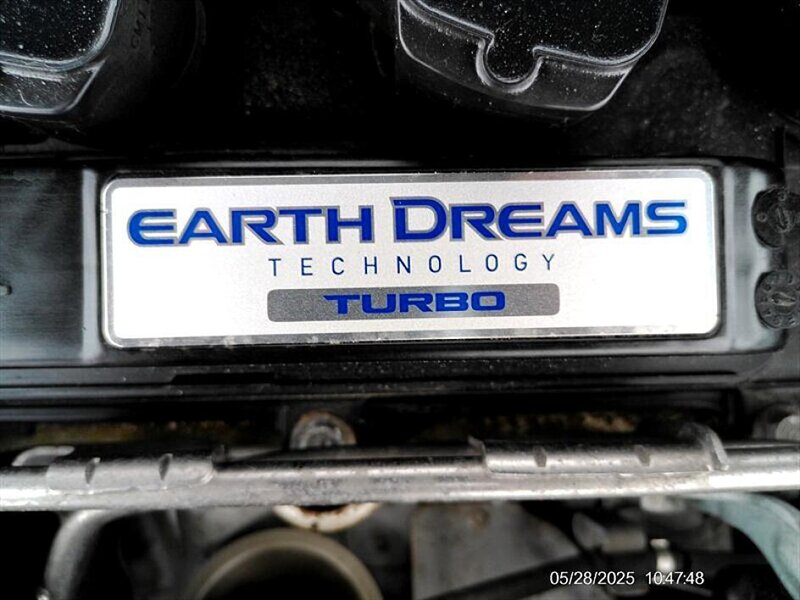 EARTH DREAMS
TECHNOLOGY
TURBO
05/28/2025 10:47:48